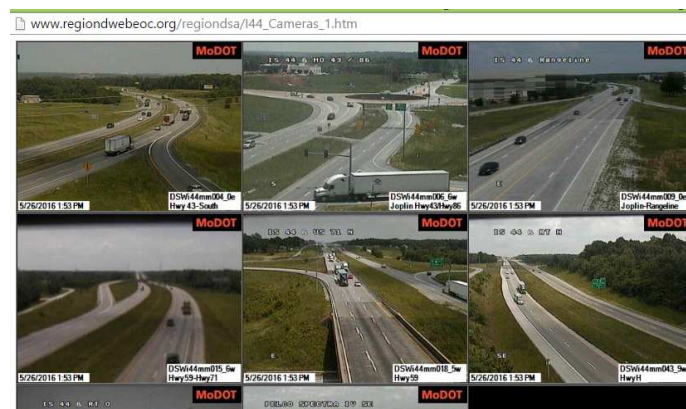 www.regiondwebeoc.org/regiondsa/I44_Cameras_1.htm
MoDOT
5/26/2016 1:53 PM
DSWi44mm004_0e
Hwy 43-South
MoDOT
IS 44 & MO 43 / 86
S
5/26/2016 1:53 PM
DSWi44mm006_6w
Joplin Hwy43/Hwy86
MoDOT
IS 44 & Rangeline
E
5/26/2016 1:53 PM
DSWi44mm009_0e
Joplin-Rangeline
MoDOT
5/26/2016 1:53 PM
DSWi44mm015_6w
Hwy59-Hwy71
MoDOT
IS 44 & US 71 N
E
5/26/2016 1:53 PM
DSWi44mm018_5w
Hwy59
MoDOT
IS 44 & RT H
SE
5/26/2016 1:53 PM
DSWi44mm043_9w
HwyH
MoDOT
IS 44 & RT O
MoDOT
PELCO SPECTRA IV SE